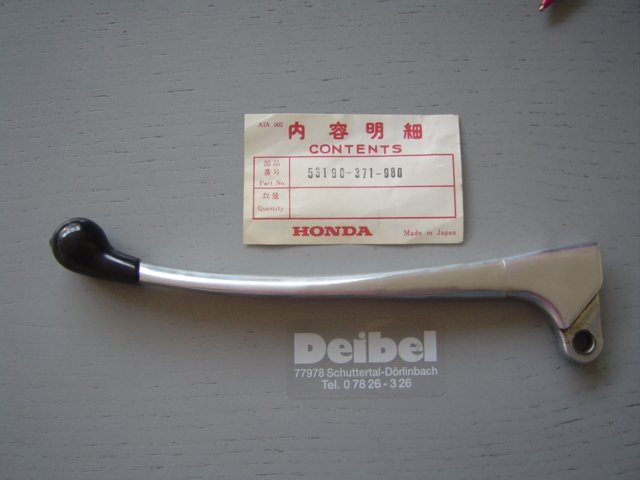 AIA 002
内容明細
CONTENTS
部品
番号
Part No.
53190-371-980
数量
Quantity
HONDA
Made in Japan
Deibel
77978 Schuttertal-Dörlinbach
Tel. 0 78 26 - 3 26